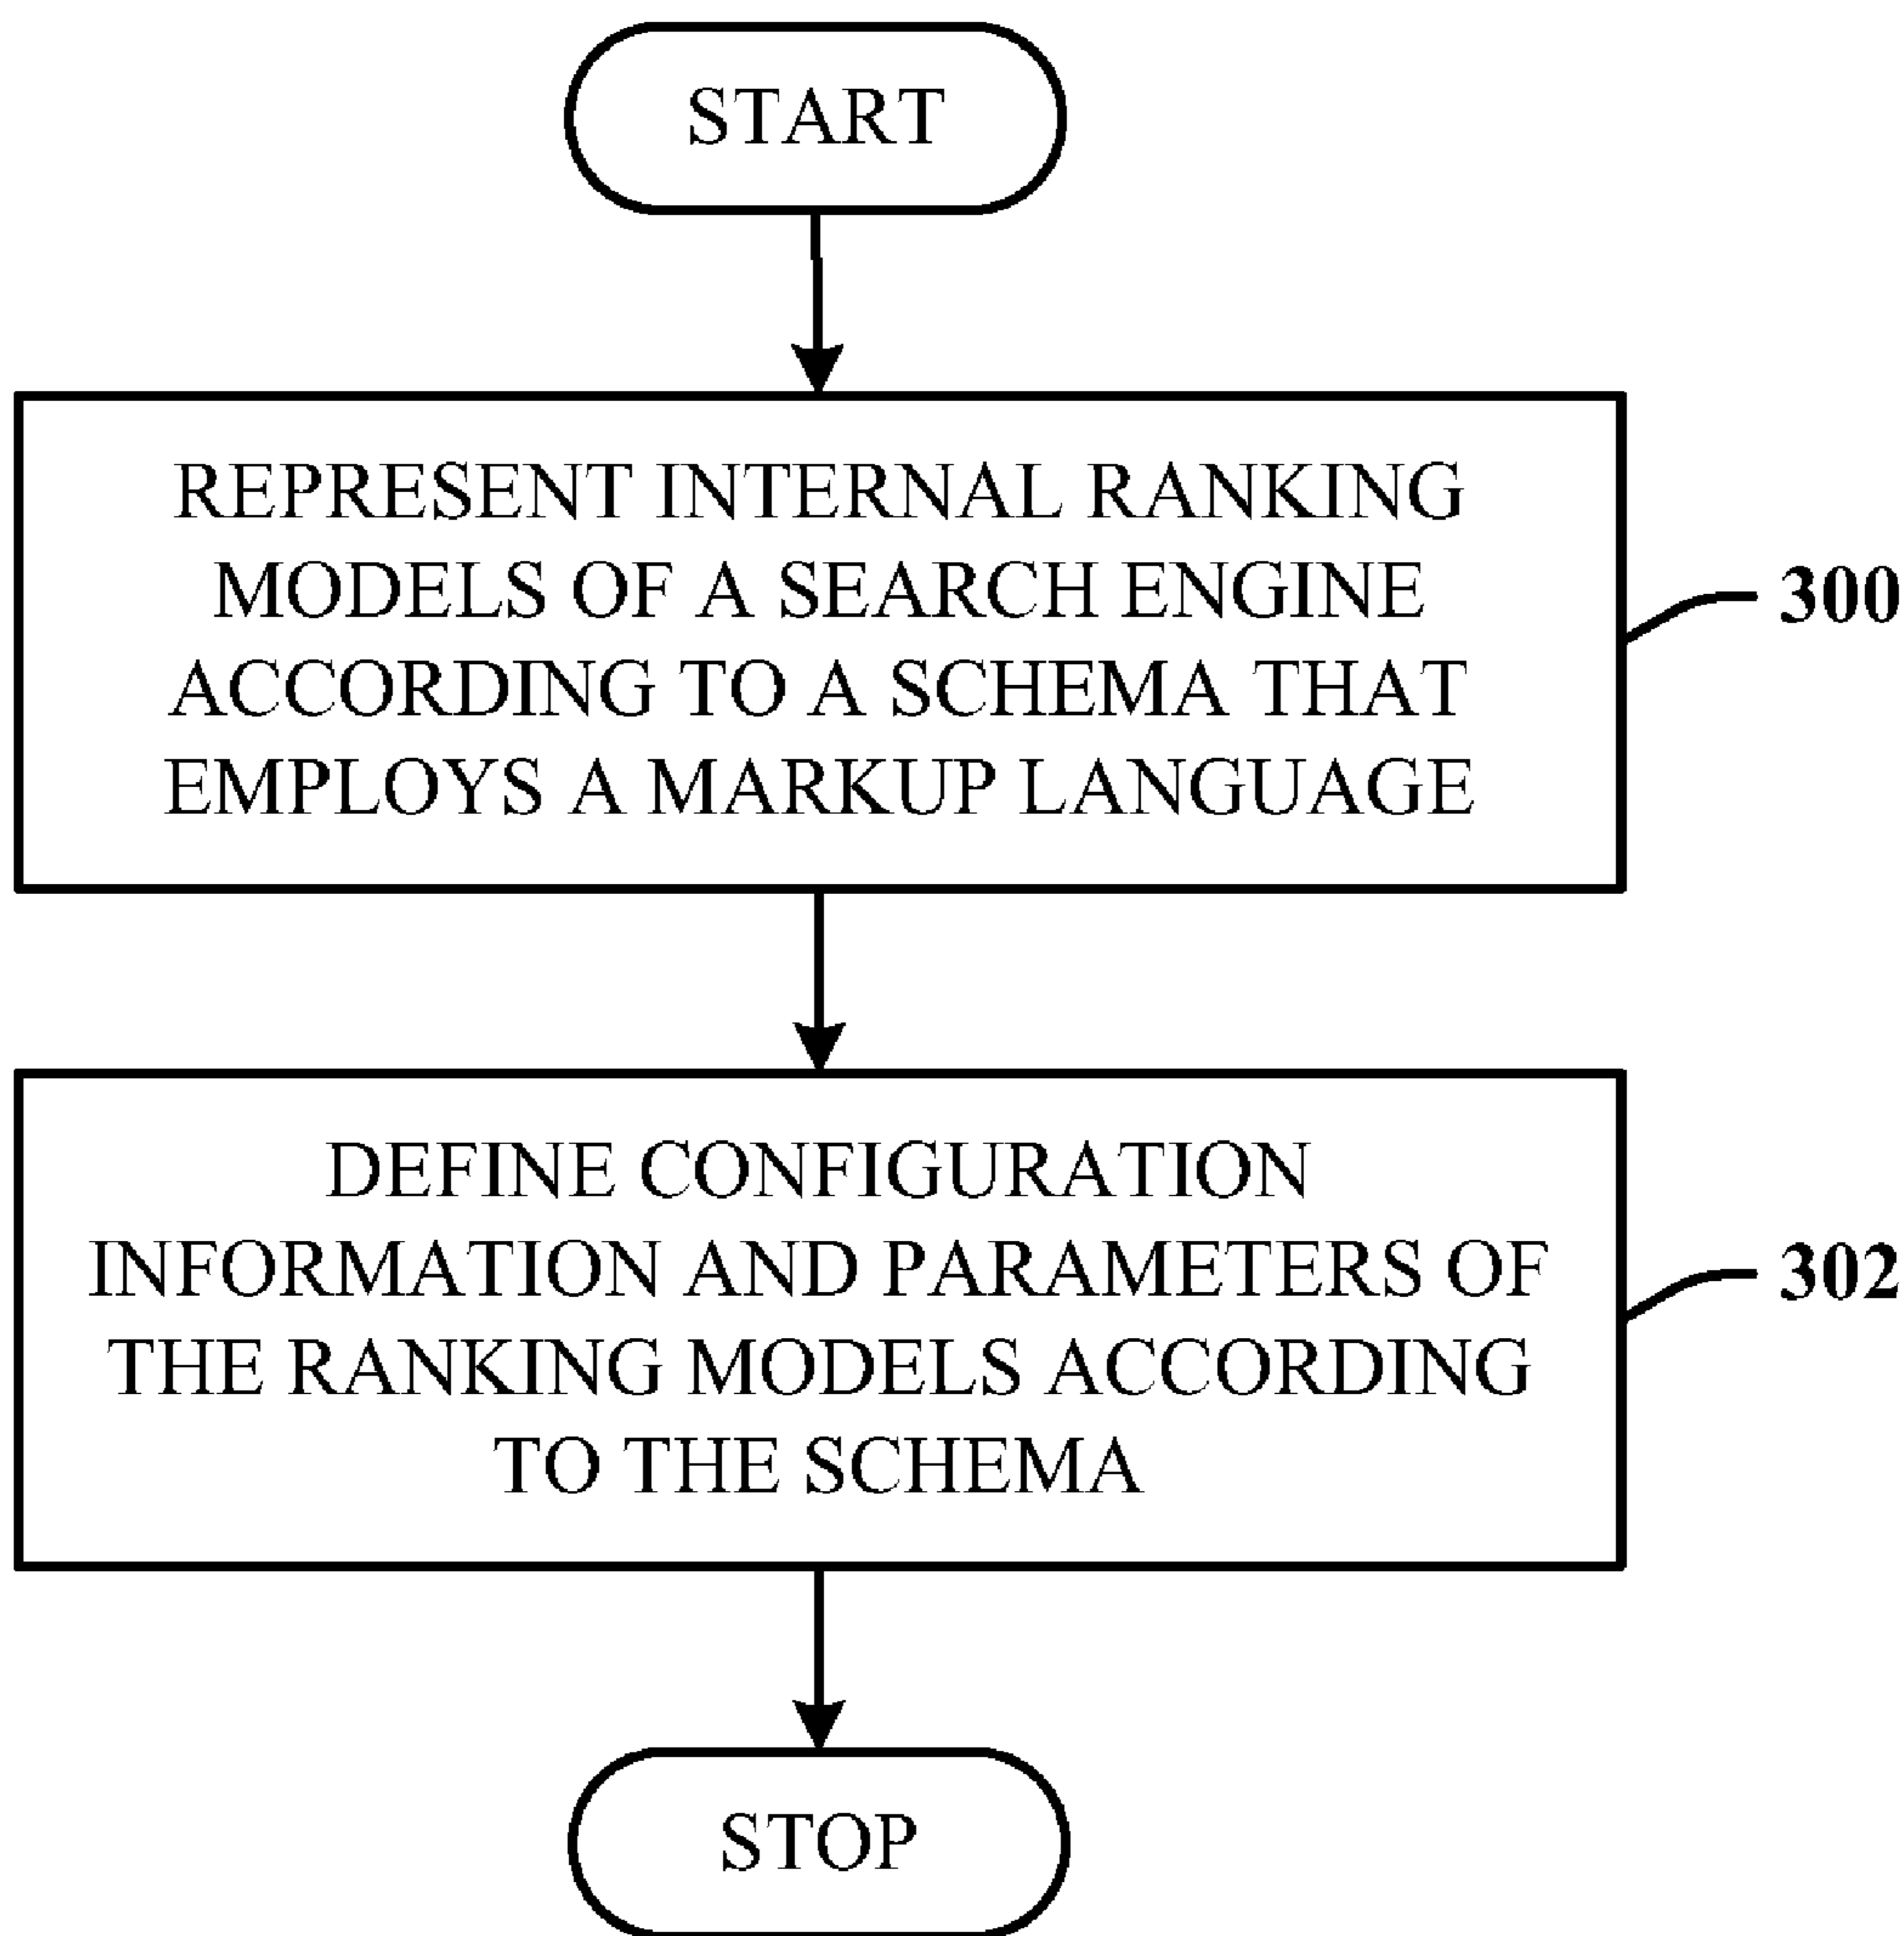 START
REPRESENT INTERNAL RANKING
MODELS OF A SEARCH ENGINE
ACCORDING TO A SCHEMA THAT
EMPLOYS A MARKUP LANGUAGE
300
DEFINE CONFIGURATION
INFORMATION AND PARAMETERS OF
THE RANKING MODELS ACCORDING
TO THE SCHEMA
302
STOP